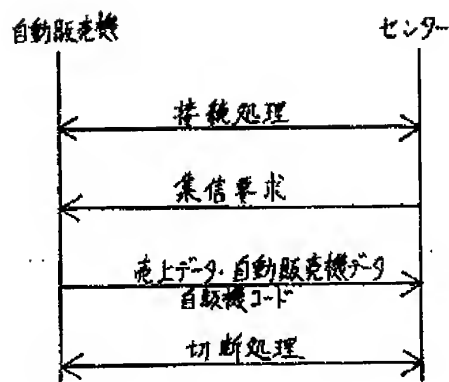 自動販売機
センター
接続処理
集信要求
売上データ・自動販売機データ
自販機コード
切断処理